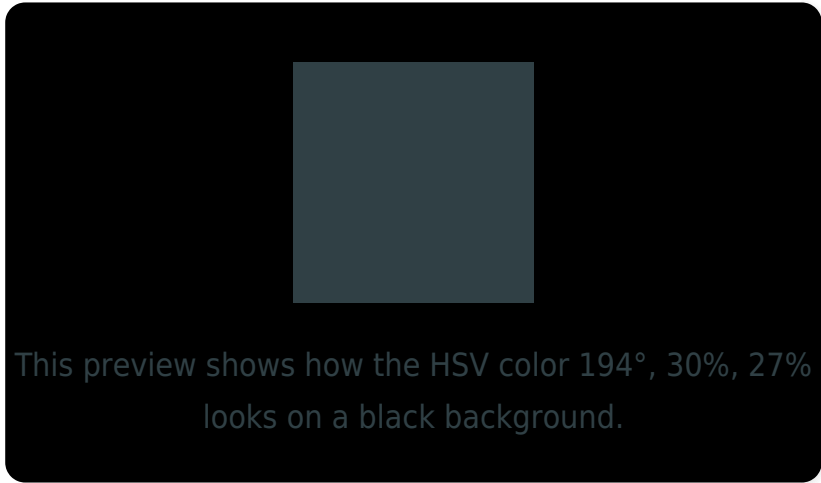 This preview shows how the HSV color 194°, 30%, 27%
looks on a black background.